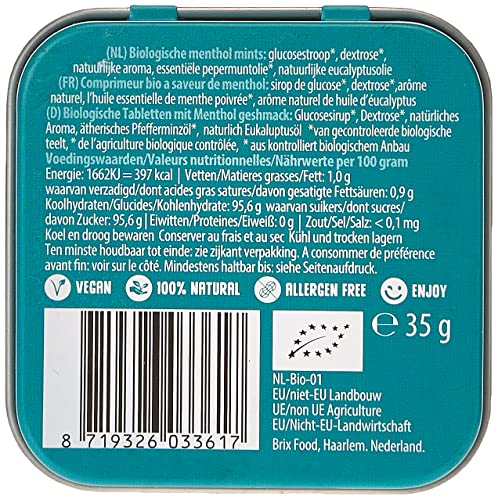 (NL) Biologische menthol mints: glucosestroop*, dextrose*,
natuurlijke aroma, essentiële pepermuntolie*, natuurlijke eucalyptusolie
(FR) Comprimeur bio a saveur de menthol: sirop de glucose*, dextrose*,arôme
naturel, l'huile essentielle de menthe poivrée*,arôme naturel de huile d'eucalyptus
(D) Biologische Tabletten mit Menthol geschmack: Glucosesirup*,Dextrose*, natürliches
Aroma, ätherisches Pfefferminzöl*, natürlich Eukaluptusöl *van gecontroleerde biologische
teelt, * de l'agriculture biologique contrôlée, * aus kontrolliert biologischem Anbau
Voedingswaarden/Valeurs nutritionnelles/Nährwerte per 100 gram
Energie: 1662KJ= 397 kcal | Vetten/Matieres grasses/Fett: 1,0 g
waarvan verzadigd/dont acides gras satures/davon gesatigte Fettsäuren: 0,9 g
Koolhydraten/Glucides/Kohlenhydrate: 95,6 g waarvan suikers/dont sucres/
davon Zucker: 95,6 g| Eiwitten/Proteines/Eiweiß: 0 g | Zout/Sel/Salz: < 0,1 mg
Koel en droog bewaren Conserver au frais et au sec Kühl und trocken lagern
Ten minste houdbaar tot einde: zie zijkant verpakking. A consommer de préférence
avant fin: voir sur le côté. Mindestens haltbar bis: siehe Seitenaufdruck.
VEGAN 100% NATURAL ALLERGEN FREE ENJOY
℮ 35 g
NL-Bio-01
EU/niet-EU Landbouw
UE/non UE Agriculture
EU/Nicht-EU-Landwirtschaft
Brix Food, Haarlem. Nederland.
8 719326 033617